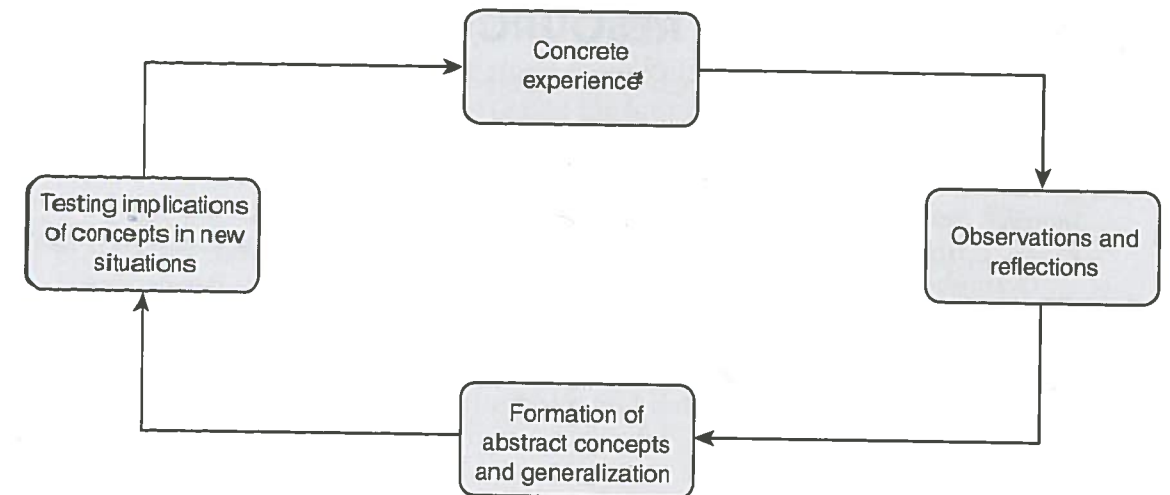 Concrete
experience
Observations and
reflections
Formation of
abstract concepts
and generalization
Testing implications
of concepts in new
situations